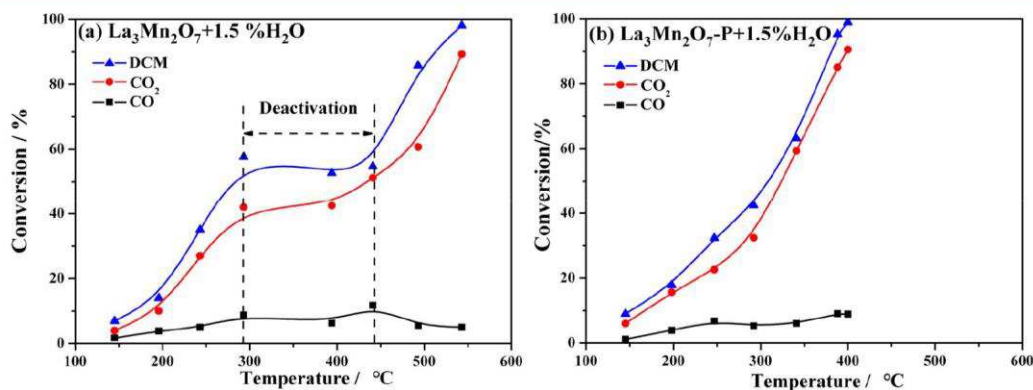 (a) La₃Mn₂O₇+1.5 %H₂O
DCM
CO₂
CO
Deactivation
100
80
60
40
20
0
Conversion / %
100 200 300 400 500 600
Temperature / °C
(b) La₃Mn₂O₇-P+1.5%H₂O
DCM
CO₂
CO
100
80
60
40
20
0
Conversion/%
100 200 300 400 500 600
Temperature / °C